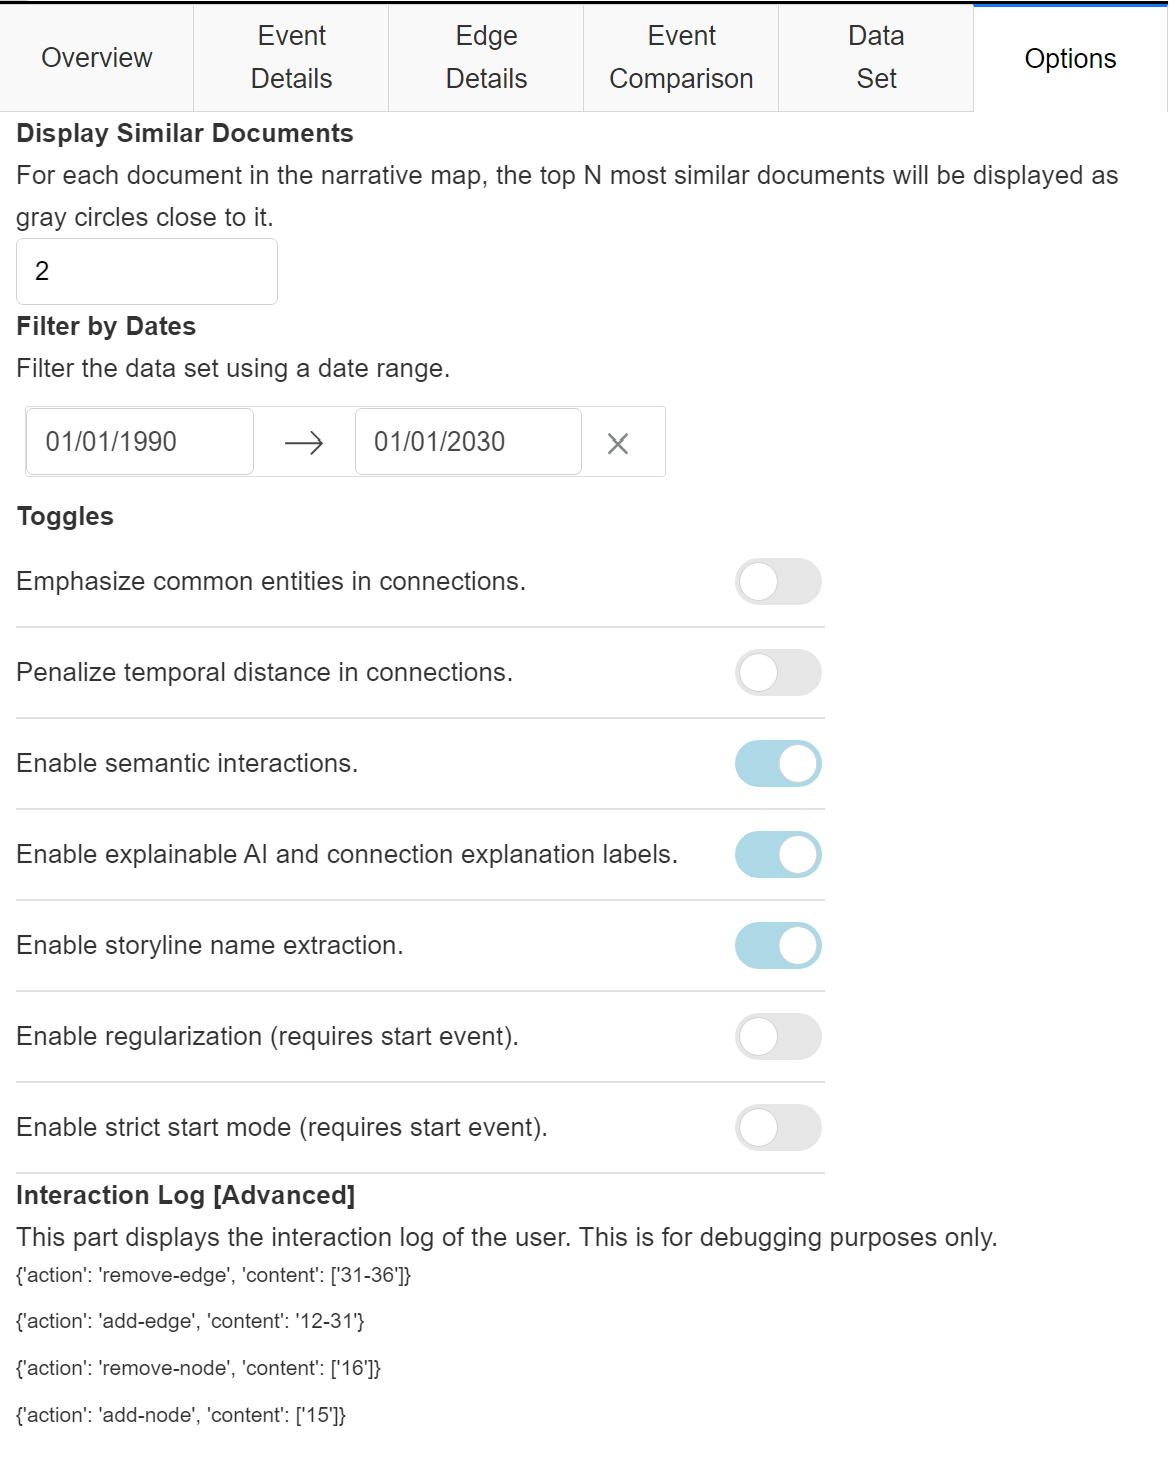 Overview
Event
Details
Edge
Details
Event
Comparison
Data
Set
Options
Display Similar Documents
For each document in the narrative map, the top N most similar documents will be displayed as
gray circles close to it.
2
Filter by Dates
Filter the data set using a date range.
01/01/1990 → 01/01/2030
Toggles
Emphasize common entities in connections.
Penalize temporal distance in connections.
Enable semantic interactions.
Enable explainable AI and connection explanation labels.
Enable storyline name extraction.
Enable regularization (requires start event).
Enable strict start mode (requires start event).
Interaction Log [Advanced]
This part displays the interaction log of the user. This is for debugging purposes only.
{'action': 'remove-edge', 'content': ['31-36']}
{'action': 'add-edge', 'content': '12-31'}
{'action': 'remove-node', 'content': ['16']}
{'action': 'add-node', 'content': ['15']}